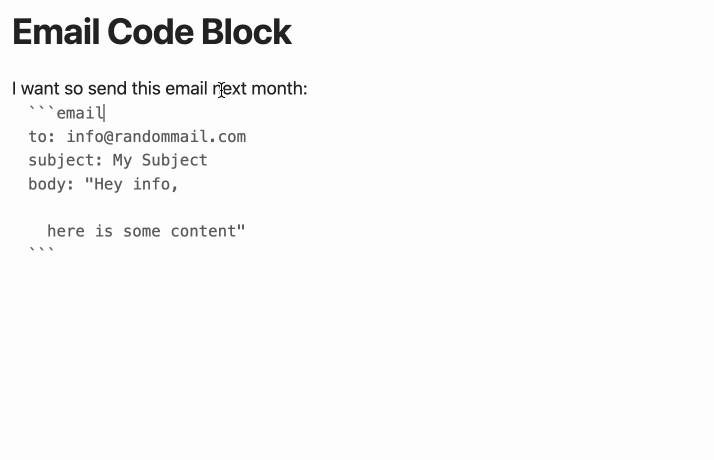 Email Code Block
I want so send this email next month:
```email
to: info@randommail.com
subject: My Subject
body: "Hey info,
here is some content"
```